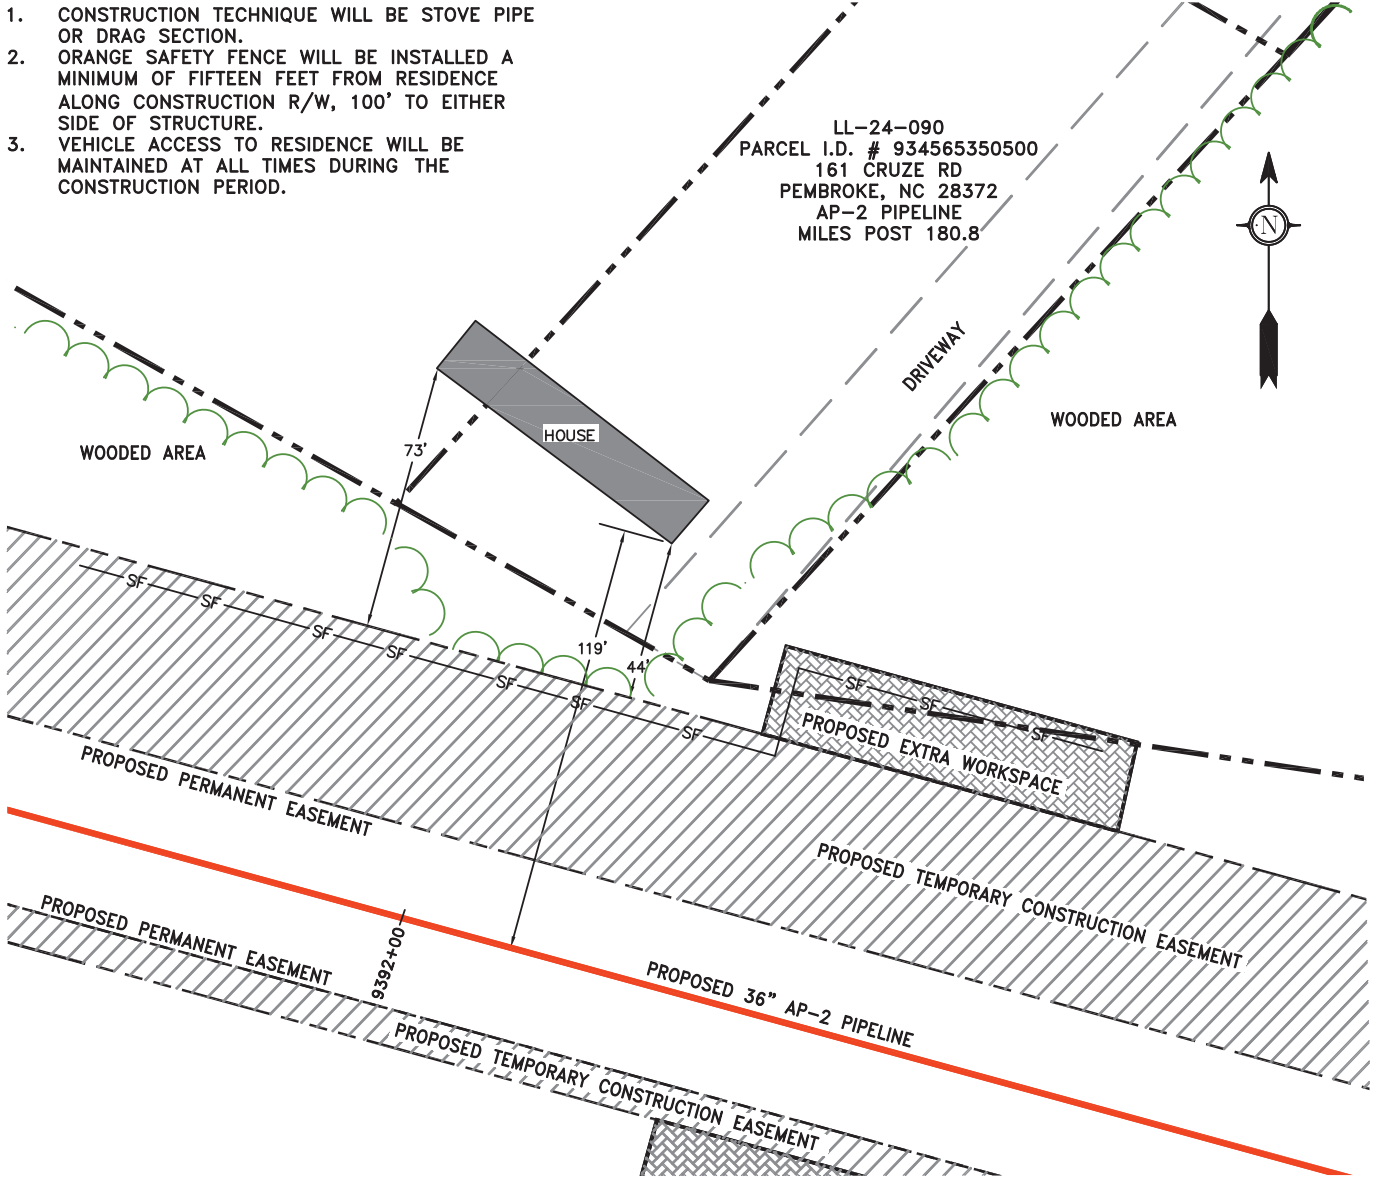 1. CONSTRUCTION TECHNIQUE WILL BE STOVE PIPE
OR DRAG SECTION.
2. ORANGE SAFETY FENCE WILL BE INSTALLED A
MINIMUM OF FIFTEEN FEET FROM RESIDENCE
ALONG CONSTRUCTION R/W, 100' TO EITHER
SIDE OF STRUCTURE.
3. VEHICLE ACCESS TO RESIDENCE WILL BE
MAINTAINED AT ALL TIMES DURING THE
CONSTRUCTION PERIOD.
LL-24-090
PARCEL I.D. # 934565350500
161 CRUZE RD
PEMBROKE, NC 28372
AP-2 PIPELINE
MILES POST 180.8
N
DRIVEWAY
WOODED AREA
HOUSE
73'
WOODED AREA
SF
SF
SF
SF
SF
SF
SF
119'
44'
SF
SF
SF
PROPOSED EXTRA WORKSPACE
PROPOSED PERMANENT EASEMENT
PROPOSED TEMPORARY CONSTRUCTION EASEMENT
PROPOSED PERMANENT EASEMENT
9392+00
PROPOSED 36" AP-2 PIPELINE
PROPOSED TEMPORARY CONSTRUCTION EASEMENT